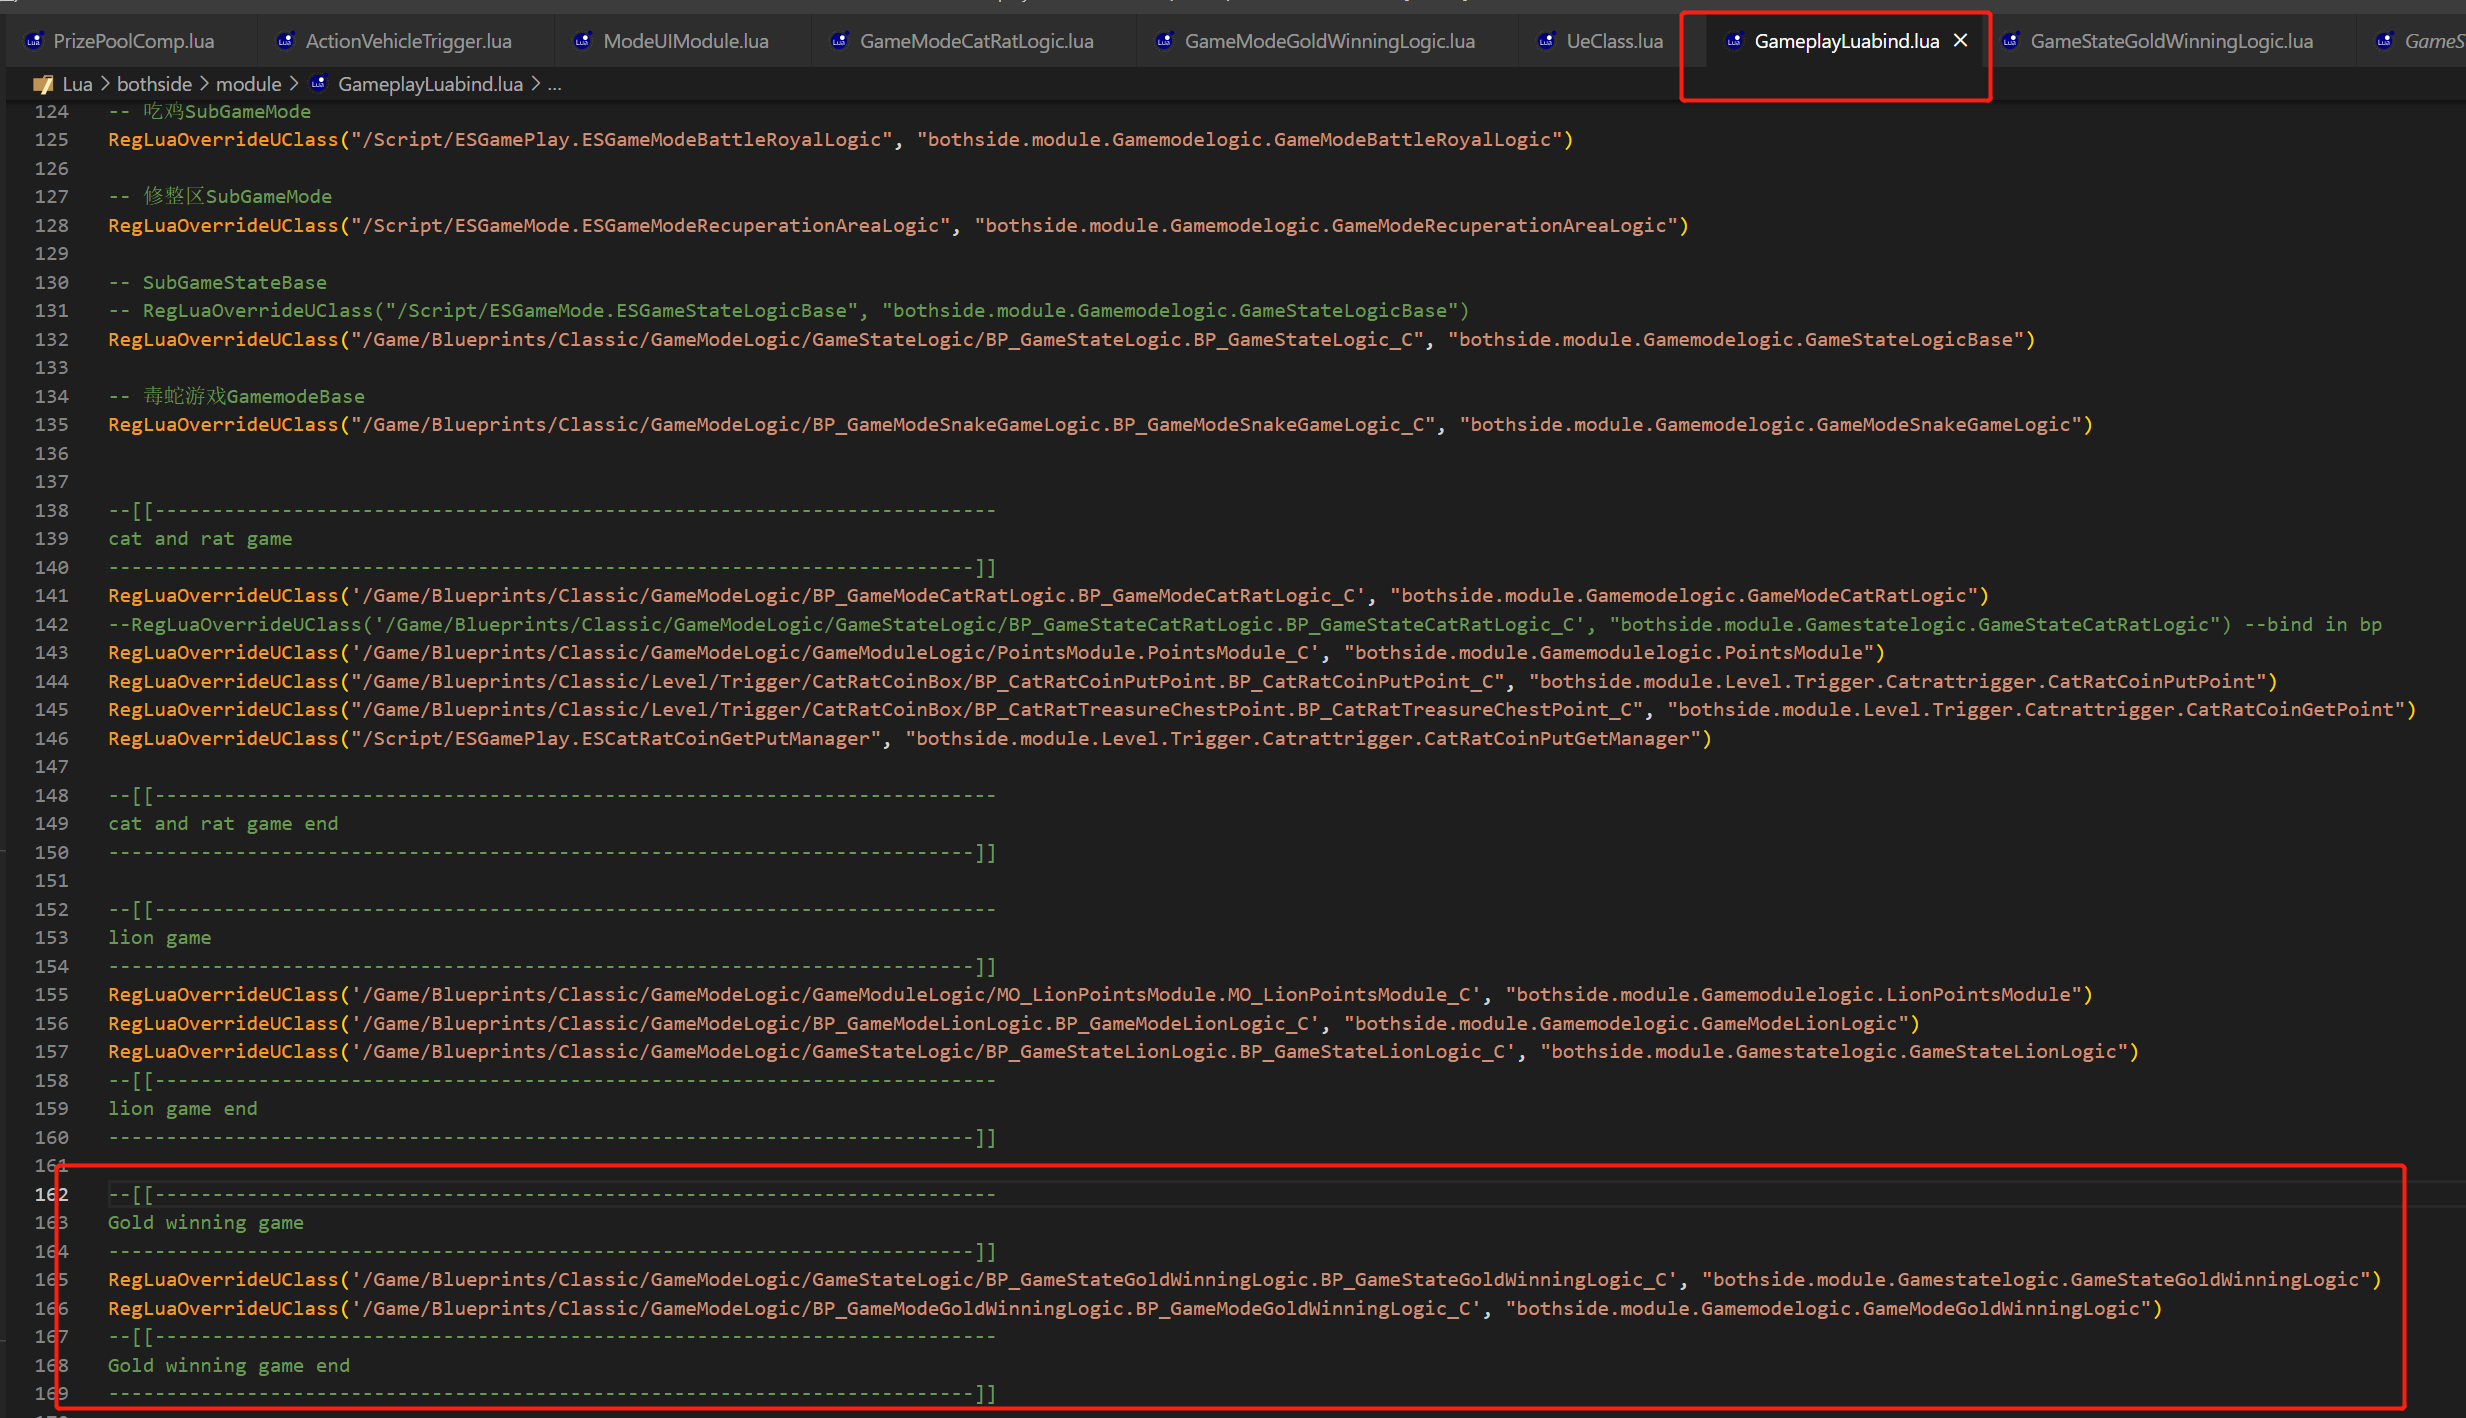 PrizePoolComp.lua ActionVehicleTrigger.lua ModeUIModule.lua GameModeCatRatLogic.lua GameModeGoldWinningLogic.lua UeClass.lua GameplayLuabind.lua × GameStateGoldWinningLogic.lua GameS
Lua > bothside > module > GameplayLuabind.lua > ...
124 -- 吃鸡SubGameMode
125 RegLuaOverrideUClass("/Script/ESGamePlay.ESGameModeBattleRoyalLogic", "bothside.module.Gamemodelogic.GameModeBattleRoyalLogic")
126
127 -- 修整区SubGameMode
128 RegLuaOverrideUClass("/Script/ESGameMode.ESGameModeRecuperationAreaLogic", "bothside.module.Gamemodelogic.GameModeRecuperationAreaLogic")
129
130 -- SubGameStateBase
131 -- RegLuaOverrideUClass("/Script/ESGameMode.ESGameStateLogicBase", "bothside.module.Gamemodelogic.GameStateLogicBase")
132 RegLuaOverrideUClass("/Game/Blueprints/Classic/GameModeLogic/GameStateLogic/BP_GameStateLogic.BP_GameStateLogic_C", "bothside.module.Gamemodelogic.GameStateLogicBase")
133
134 -- 毒蛇游戏GamemodeBase
135 RegLuaOverrideUClass("/Game/Blueprints/Classic/GameModeLogic/BP_GameModeSnakeGameLogic.BP_GameModeSnakeGameLogic_C", "bothside.module.Gamemodelogic.GameModeSnakeGameLogic")
136
137
138 --[[-------------------------------------------------------------------------
139 cat and rat game
140 ---------------------------------------------------------------------------]]
141 RegLuaOverrideUClass('/Game/Blueprints/Classic/GameModeLogic/BP_GameModeCatRatLogic.BP_GameModeCatRatLogic_C', "bothside.module.Gamemodelogic.GameModeCatRatLogic")
142 --RegLuaOverrideUClass('/Game/Blueprints/Classic/GameModeLogic/GameStateLogic/BP_GameStateCatRatLogic.BP_GameStateCatRatLogic_C', "bothside.module.Gamestatelogic.GameStateCatRatLogic") --bind in bp
143 RegLuaOverrideUClass('/Game/Blueprints/Classic/GameModeLogic/GameModuleLogic/PointsModule.PointsModule_C', "bothside.module.Gamemodulelogic.PointsModule")
144 RegLuaOverrideUClass("/Game/Blueprints/Classic/Level/Trigger/CatRatCoinBox/BP_CatRatCoinPutPoint.BP_CatRatCoinPutPoint_C", "bothside.module.Level.Trigger.Catrattrigger.CatRatCoinPutPoint")
145 RegLuaOverrideUClass("/Game/Blueprints/Classic/Level/Trigger/CatRatCoinBox/BP_CatRatTreasureChestPoint.BP_CatRatTreasureChestPoint_C", "bothside.module.Level.Trigger.Catrattrigger.CatRatCoinGetPoint")
146 RegLuaOverrideUClass("/Script/ESGamePlay.ESCatRatCoinGetPutManager", "bothside.module.Level.Trigger.Catrattrigger.CatRatCoinPutGetManager")
147
148 --[[-------------------------------------------------------------------------
149 cat and rat game end
150 ---------------------------------------------------------------------------]]
151
152 --[[-------------------------------------------------------------------------
153 lion game
154 ---------------------------------------------------------------------------]]
155 RegLuaOverrideUClass('/Game/Blueprints/Classic/GameModeLogic/GameModuleLogic/MO_LionPointsModule.MO_LionPointsModule_C', "bothside.module.Gamemodulelogic.LionPointsModule")
156 RegLuaOverrideUClass('/Game/Blueprints/Classic/GameModeLogic/BP_GameModeLionLogic.BP_GameModeLionLogic_C', "bothside.module.Gamemodelogic.GameModeLionLogic")
157 RegLuaOverrideUClass('/Game/Blueprints/Classic/GameModeLogic/GameStateLogic/BP_GameStateLionLogic.BP_GameStateLionLogic_C', "bothside.module.Gamestatelogic.GameStateLionLogic")
158 --[[-------------------------------------------------------------------------
159 lion game end
160 ---------------------------------------------------------------------------]]
161
162 --[[-------------------------------------------------------------------------
163 Gold winning game
164 ---------------------------------------------------------------------------]]
165 RegLuaOverrideUClass('/Game/Blueprints/Classic/GameModeLogic/GameStateLogic/BP_GameStateGoldWinningLogic.BP_GameStateGoldWinningLogic_C', "bothside.module.Gamestatelogic.GameStateGoldWinningLogic")
166 RegLuaOverrideUClass('/Game/Blueprints/Classic/GameModeLogic/BP_GameModeGoldWinningLogic.BP_GameModeGoldWinningLogic_C', "bothside.module.Gamemodelogic.GameModeGoldWinningLogic")
167 --[[-------------------------------------------------------------------------
168 Gold winning game end
169 ---------------------------------------------------------------------------]]